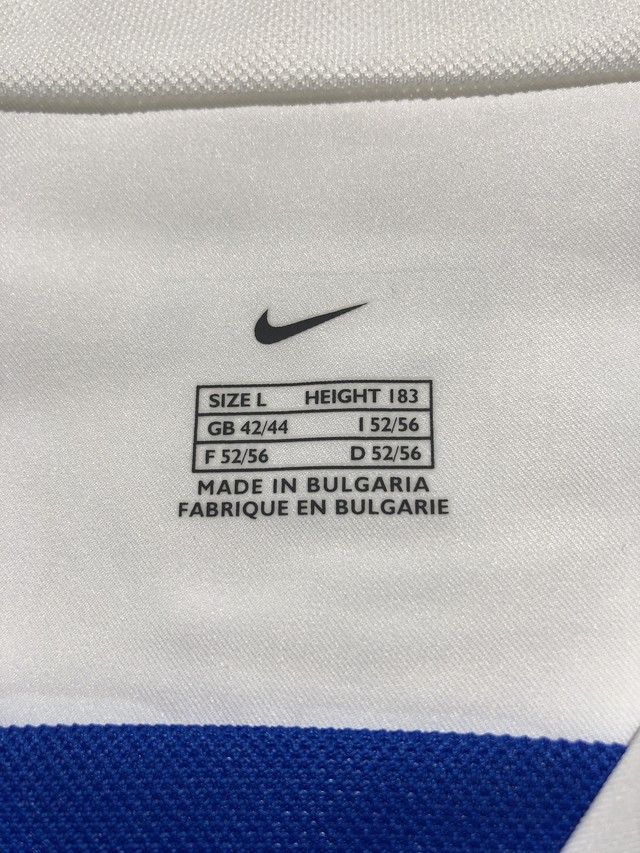 SIZE L HEIGHT 183
GB 42/44 I 52/56
F 52/56 D 52/56
MADE IN BULGARIA
FABRIQUE EN BULGARIE